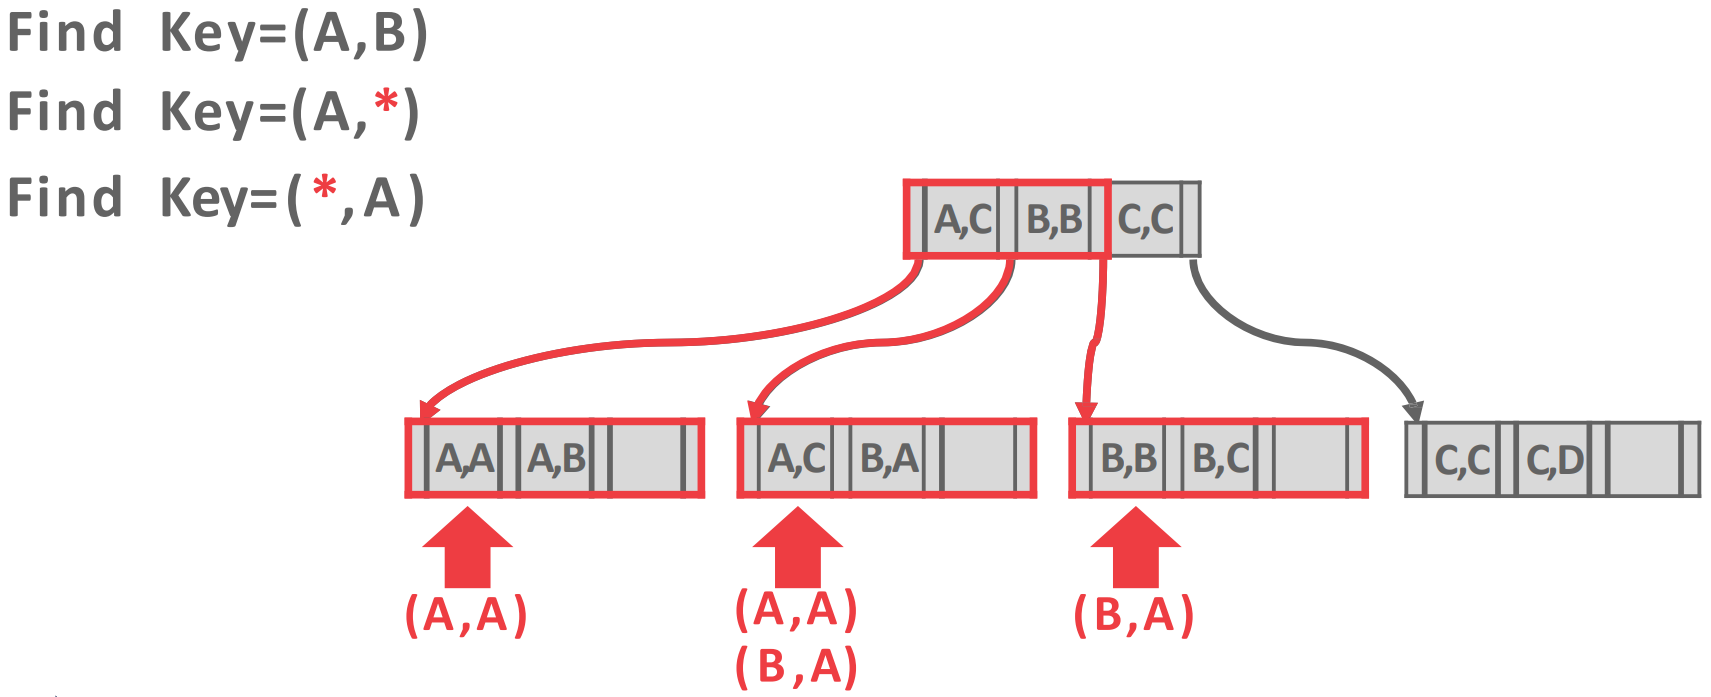 Find Key=(A,B)
Find Key=(A,*)
Find Key=(*,A)
A,C B,B C,C
A,A A,B
A,C B,A
B,B B,C
C,C C,D
(A,A)
(A,A)
(B,A)
(B,A)